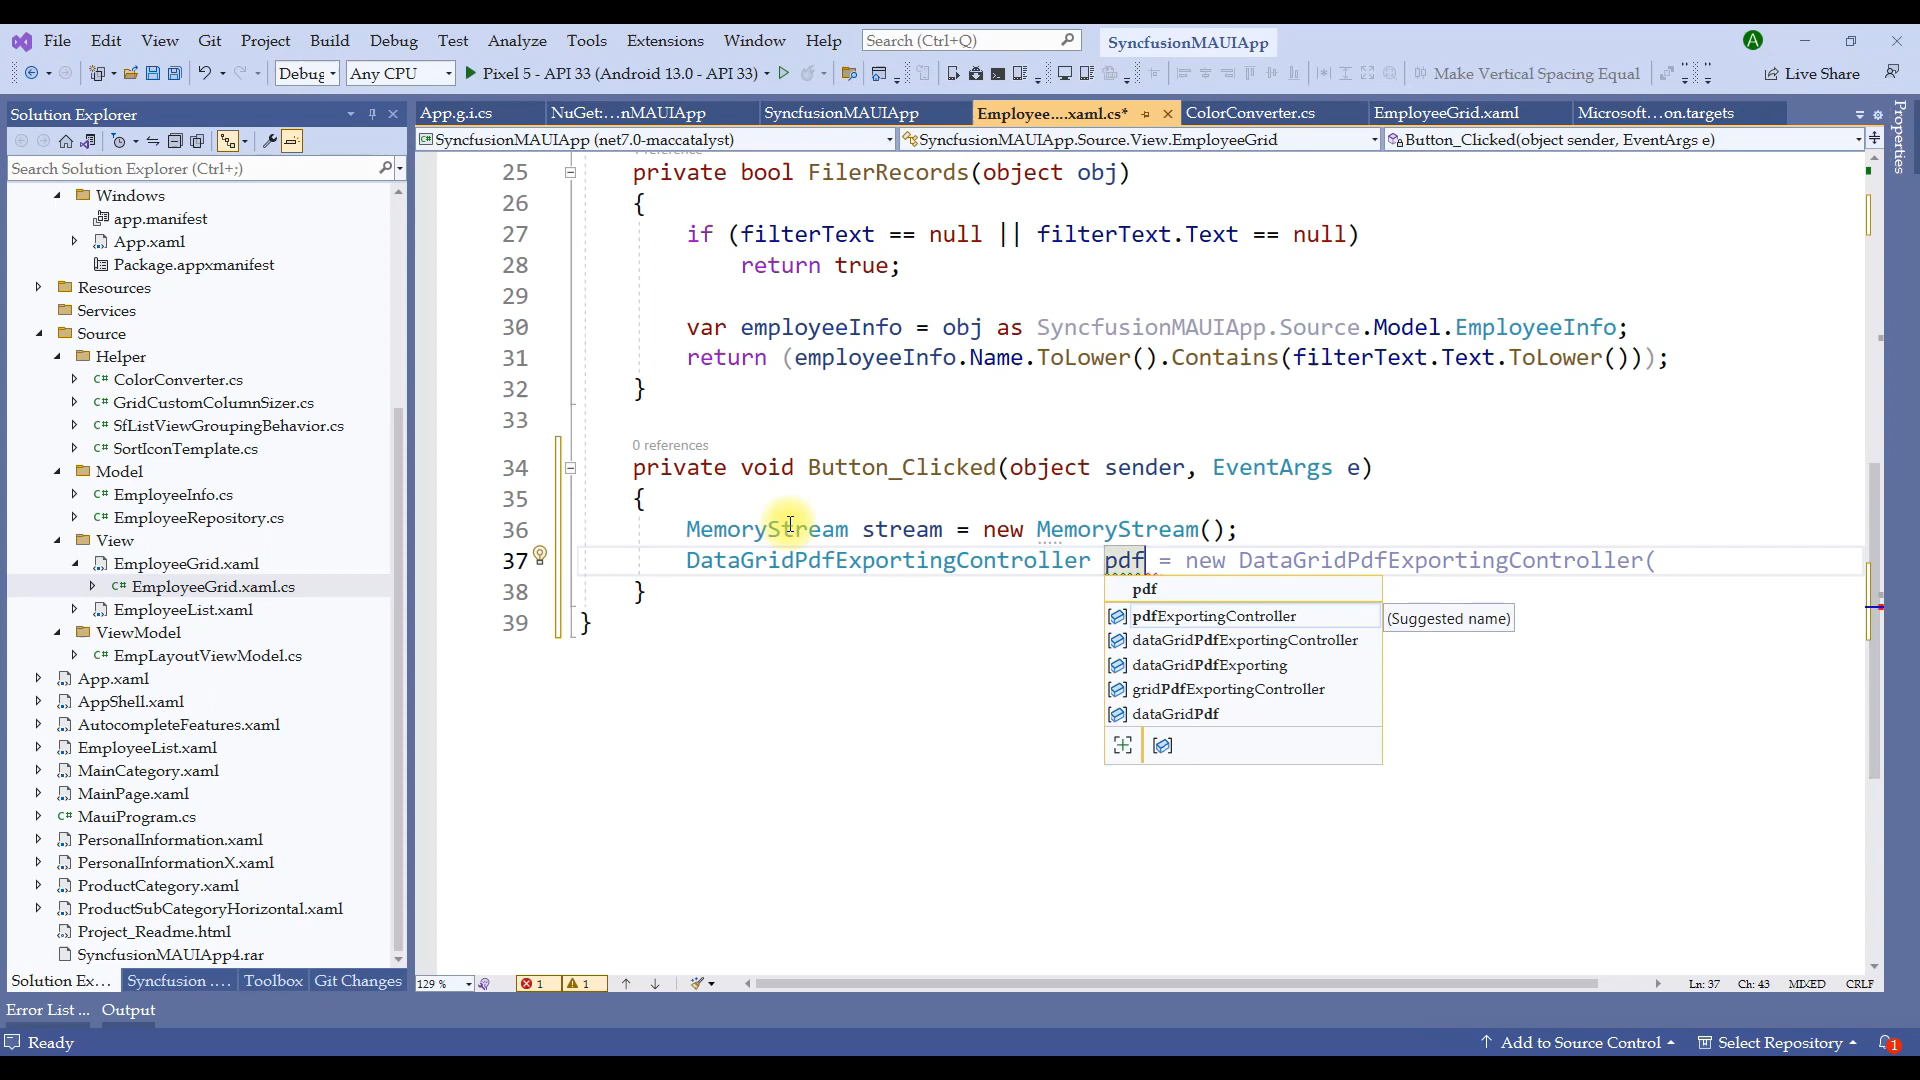 File Edit View Git Project Build Debug Test Analyze Tools Extensions Window Help Search (Ctrl+Q) SyncfusionMAUIApp A
Debug Any CPU Pixel 5 - API 33 (Android 13.0 - API 33) Make Vertical Spacing Equal Live Share
Solution Explorer
Search Solution Explorer (Ctrl+;)
Windows
app.manifest
App.xaml
Package.appxmanifest
Resources
Services
Source
Helper
ColorConverter.cs
GridCustomColumnSizer.cs
SfListViewGroupingBehavior.cs
SortIconTemplate.cs
Model
EmployeeInfo.cs
EmployeeRepository.cs
View
EmployeeGrid.xaml
EmployeeGrid.xaml.cs
EmployeeList.xaml
ViewModel
EmpLayoutViewModel.cs
App.xaml
AppShell.xaml
AutocompleteFeatures.xaml
EmployeeList.xaml
MainCategory.xaml
MainPage.xaml
MauiProgram.cs
PersonalInformation.xaml
PersonalInformationX.xaml
ProductCategory.xaml
ProductSubCategoryHorizontal.xaml
Project_Readme.html
SyncfusionMAUIApp4.rar
Solution Ex... Syncfusion .... Toolbox Git Changes
App.g.i.cs NuGet:...nMAUIApp SyncfusionMAUIApp Employee....xaml.cs* ColorConverter.cs EmployeeGrid.xaml Microsoft....on.targets
SyncfusionMAUIApp (net7.0-maccatalyst) SyncfusionMAUIApp.Source.View.EmployeeGrid Button_Clicked(object sender, EventArgs e)
25 private bool FilerRecords(object obj)
26 {
27 if (filterText == null || filterText.Text == null)
28 return true;
29
30 var employeeInfo = obj as SyncfusionMAUIApp.Source.Model.EmployeeInfo;
31 return (employeeInfo.Name.ToLower().Contains(filterText.Text.ToLower()));
32 }
33
0 references
34 private void Button_Clicked(object sender, EventArgs e)
35 {
36 MemoryStream stream = new MemoryStream();
37 DataGridPdfExportingController pdf = new DataGridPdfExportingController(
38 }
39 }
pdf
pdfExportingController (Suggested name)
dataGridPdfExportingController
dataGridPdfExporting
gridPdfExportingController
dataGridPdf
129 % 1 1 Ln: 37 Ch: 43 MIXED CRLF
Properties
Error List ... Output
Ready Add to Source Control Select Repository 1